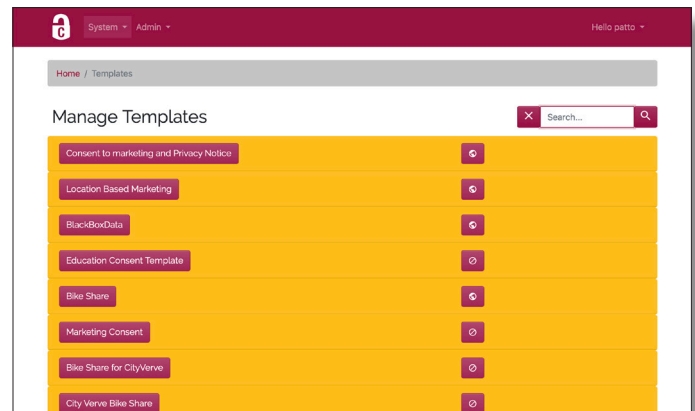 c
System Admin Hello patto
Home / Templates
Manage Templates
Search...
Consent to marketing and Privacy Notice
Location Based Marketing
BlackBoxData
Education Consent Template
Bike Share
Marketing Consent
Bike Share for CityVerve
City Verve Bike Share